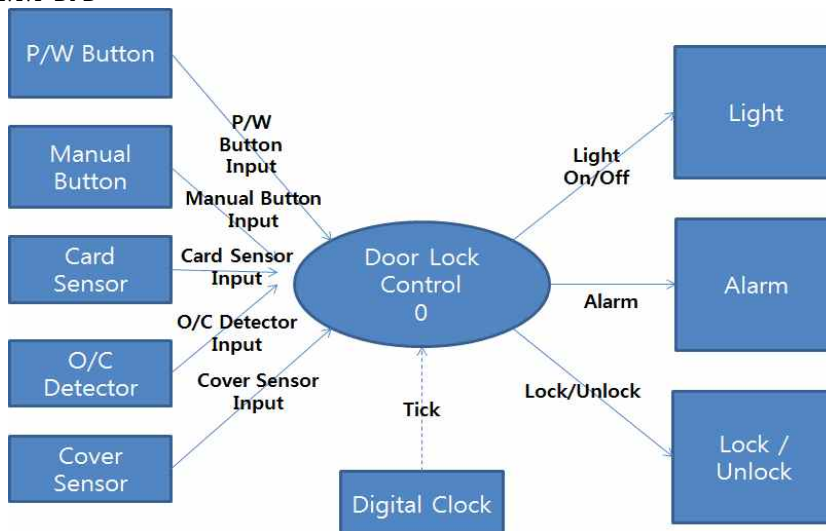 P/W Button
Manual
Button
Card
Sensor
O/C
Detector
Cover
Sensor
P/W
Button
Input
Manual Button
Input
Card Sensor
Input
O/C Detector
Input
Cover Sensor
Input
Door Lock
Control
0
Tick
Digital Clock
Light
On/Off
Alarm
Lock/Unlock
Light
Alarm
Lock /
Unlock